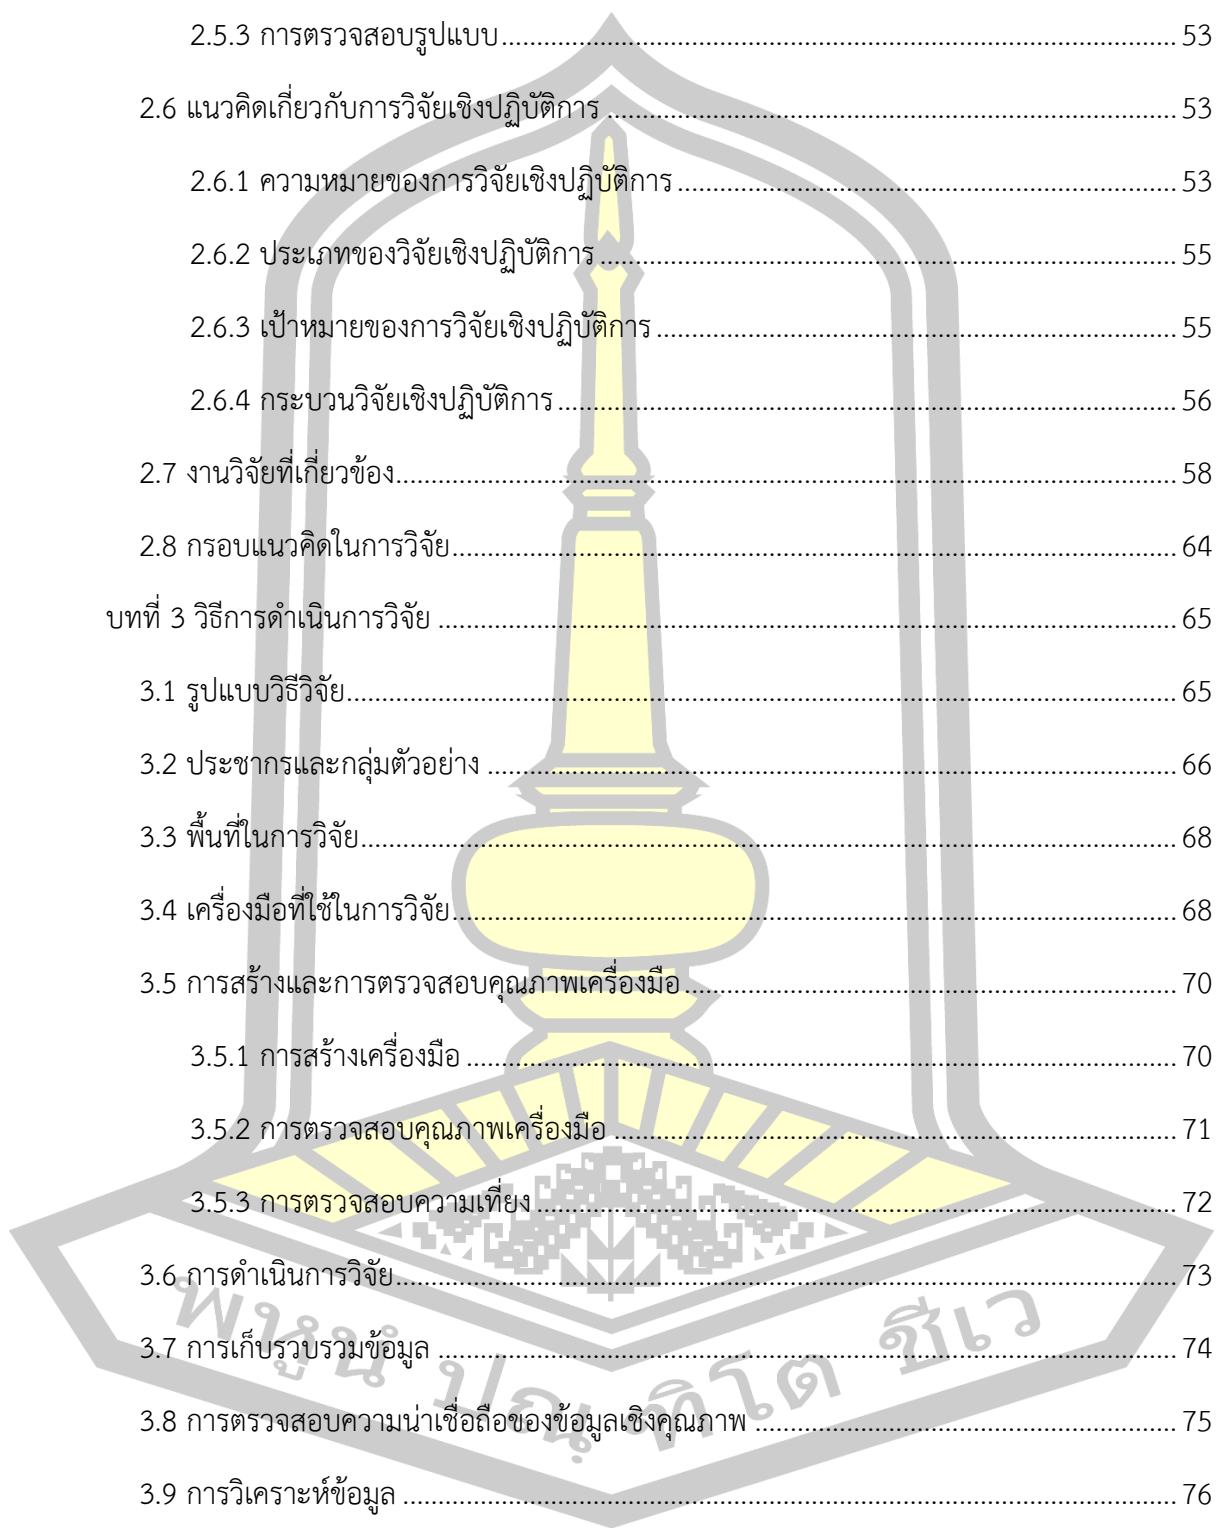 2.5.3 การตรวจสอบรูปแบบ.......................................................................................... 53
2.6 แนวคิดเกี่ยวกับการวิจัยเชิงปฏิบัติการ ............................................................................ 53
2.6.1 ความหมายของการวิจัยเชิงปฏิบัติการ .................................................................. 53
2.6.2 ประเภทของวิจัยเชิงปฏิบัติการ ............................................................................. 55
2.6.3 เป้าหมายของการวิจัยเชิงปฏิบัติการ ..................................................................... 55
2.6.4 กระบวนวิจัยเชิงปฏิบัติการ .................................................................................. 56
2.7 งานวิจัยที่เกี่ยวข้อง........................................................................................................ 58
2.8 กรอบแนวคิดในการวิจัย................................................................................................. 64
บทที่ 3 วิธีการดำเนินการวิจัย .................................................................................................. 65
3.1 รูปแบบวิธีวิจัย............................................................................................................... 65
3.2 ประชากรและกลุ่มตัวอย่าง ............................................................................................ 66
3.3 พื้นที่ในการวิจัย............................................................................................................. 68
3.4 เครื่องมือที่ใช้ในการวิจัย................................................................................................. 68
3.5 การสร้างและการตรวจสอบคุณภาพเครื่องมือ.................................................................. 70
3.5.1 การสร้างเครื่องมือ ............................................................................................... 70
3.5.2 การตรวจสอบคุณภาพเครื่องมือ ........................................................................... 71
3.5.3 การตรวจสอบความเที่ยง...................................................................................... 72
3.6 การดำเนินการวิจัย........................................................................................................ 73
3.7 การเก็บรวบรวมข้อมูล ................................................................................................... 74
3.8 การตรวจสอบความน่าเชื่อถือของข้อมูลเชิงคุณภาพ ........................................................ 75
3.9 การวิเคราะห์ข้อมูล ....................................................................................................... 76
พหูนํ ปณฺฑิโต ชีเว